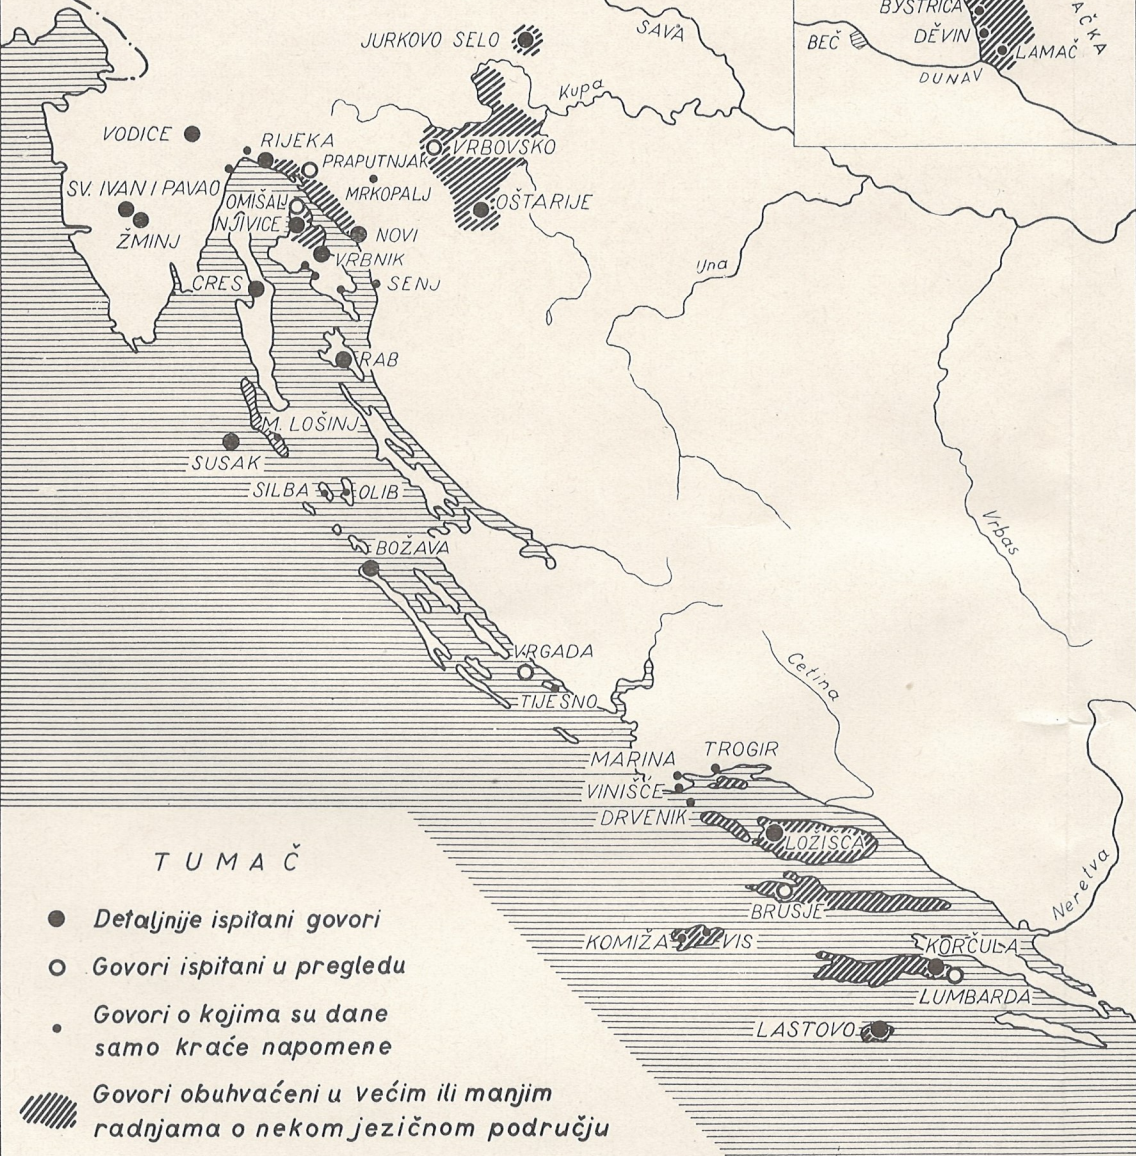 BYSTRICA
BEČ
DĚVIN
LAMAČ
DUNAV
AČKA
JURKOVO SELO
SAVA
Kupa
VODICE
RIJEKA
VRBOVSKO
PRAPUTNJAK
SV. IVAN I PAVAO
MRKOPALJ
OMIŠALJ
OŠTARIJE
NJIVICE
ŽMINJ
NOVI
VRBNIK
Una
CRES
SENJ
RAB
M. LOŠINJ
SUSAK
SILBA
OLIB
Vrbas
BOŽAVA
VRGADA
Cetina
TIJESNO
MARINA
TROGIR
VINIŠĆE
DRVENIK
LOŽIŠĆA
Neretva
BRUSJE
KOMIŽA
VIS
KORČULA
LUMBARDA
LASTOVO
TUMAČ
Detaljnije ispitani govori
Govori ispitani u pregledu
Govori o kojima su dane
samo kraće napomene
Govori obuhvaćeni u većim ili manjim
radnjama o nekom jezičnom području